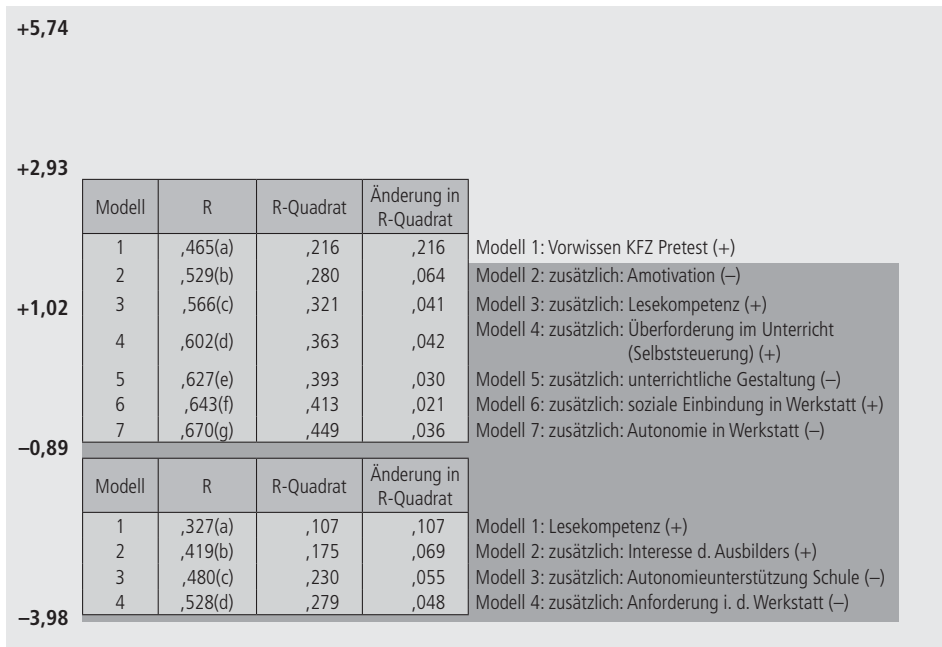 +5,74
+2,93
Modell R R-Quadrat Änderung in R-Quadrat
1 ,465(a) ,216 ,216 Modell 1: Vorwissen KFZ Pretest (+)
2 ,529(b) ,280 ,064 Modell 2: zusätzlich: Amotivation (–)
+1,02
3 ,566(c) ,321 ,041 Modell 3: zusätzlich: Lesekompetenz (+)
4 ,602(d) ,363 ,042 Modell 4: zusätzlich: Überforderung im Unterricht
(Selbststeuerung) (+)
5 ,627(e) ,393 ,030 Modell 5: zusätzlich: unterrichtliche Gestaltung (–)
6 ,643(f) ,413 ,021 Modell 6: zusätzlich: soziale Einbindung in Werkstatt (+)
7 ,670(g) ,449 ,036 Modell 7: zusätzlich: Autonomie in Werkstatt (–)
–0,89
Modell R R-Quadrat Änderung in R-Quadrat
1 ,327(a) ,107 ,107 Modell 1: Lesekompetenz (+)
2 ,419(b) ,175 ,069 Modell 2: zusätzlich: Interesse d. Ausbilders (+)
3 ,480(c) ,230 ,055 Modell 3: zusätzlich: Autonomieunterstützung Schule (–)
4 ,528(d) ,279 ,048 Modell 4: zusätzlich: Anforderung i. d. Werkstatt (–)
–3,98